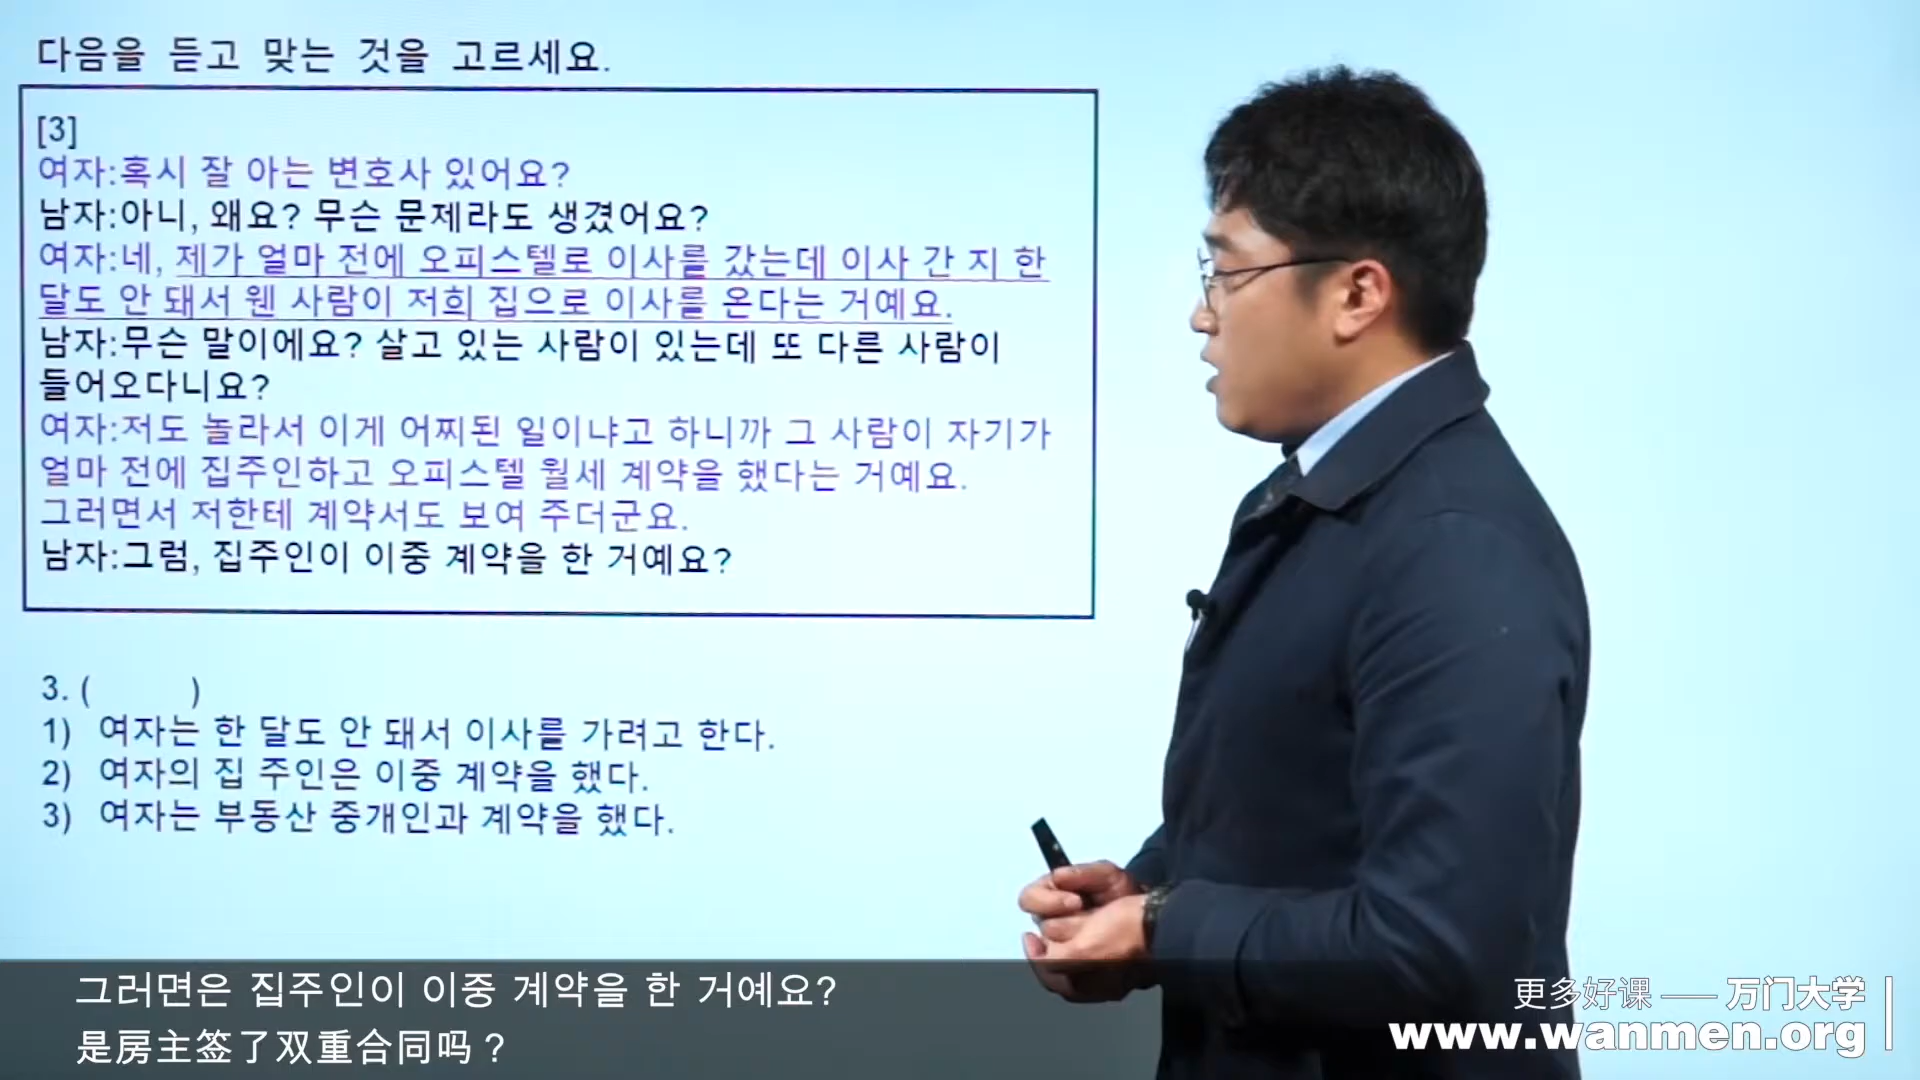 다음을 듣고 맞는 것을 고르세요.
[3]
여자:혹시 잘 아는 변호사 있어요?
남자:아니, 왜요? 무슨 문제라도 생겼어요?
여자:네, 제가 얼마 전에 오피스텔로 이사를 갔는데 이사 간 지 한
달도 안 돼서 웬 사람이 저희 집으로 이사를 온다는 거예요.
남자:무슨 말이에요? 살고 있는 사람이 있는데 또 다른 사람이
들어오다니요?
여자:저도 놀라서 이게 어찌된 일이냐고 하니까 그 사람이 자기가
얼마 전에 집주인하고 오피스텔 월세 계약을 했다는 거예요.
그러면서 저한테 계약서도 보여 주더군요.
남자:그럼, 집주인이 이중 계약을 한 거예요?
3. (          )
1) 여자는 한 달도 안 돼서 이사를 가려고 한다.
2) 여자의 집 주인은 이중 계약을 했다.
3) 여자는 부동산 중개인과 계약을 했다.
그러면은 집주인이 이중 계약을 한 거예요?
是房主签了双重合同吗？
更多好课 —— 万门大学
www.wanmen.org